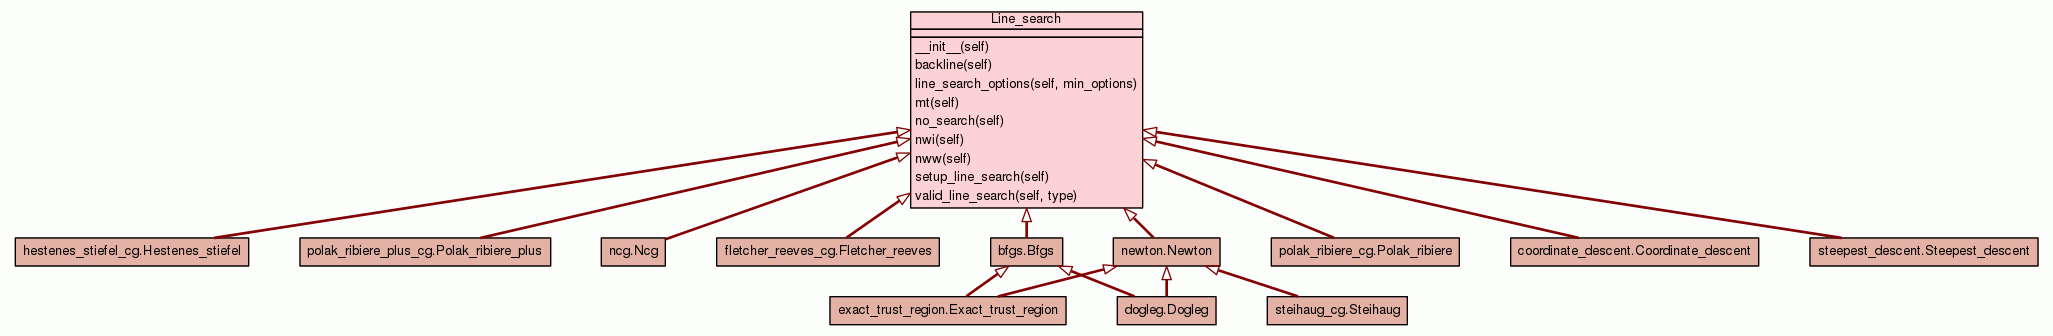 Line_search
__init__(self)
backline(self)
line_search_options(self, min_options)
mt(self)
no_search(self)
nwi(self)
nww(self)
setup_line_search(self)
valid_line_search(self, type)
hestenes_stiefel_cg.Hestenes_stiefel
polak_ribiere_plus_cg.Polak_ribiere_plus
ncg.Ncg
fletcher_reeves_cg.Fletcher_reeves
bfgs.Bfgs
newton.Newton
polak_ribiere_cg.Polak_ribiere
coordinate_descent.Coordinate_descent
steepest_descent.Steepest_descent
exact_trust_region.Exact_trust_region
dogleg.Dogleg
steihaug_cg.Steihaug